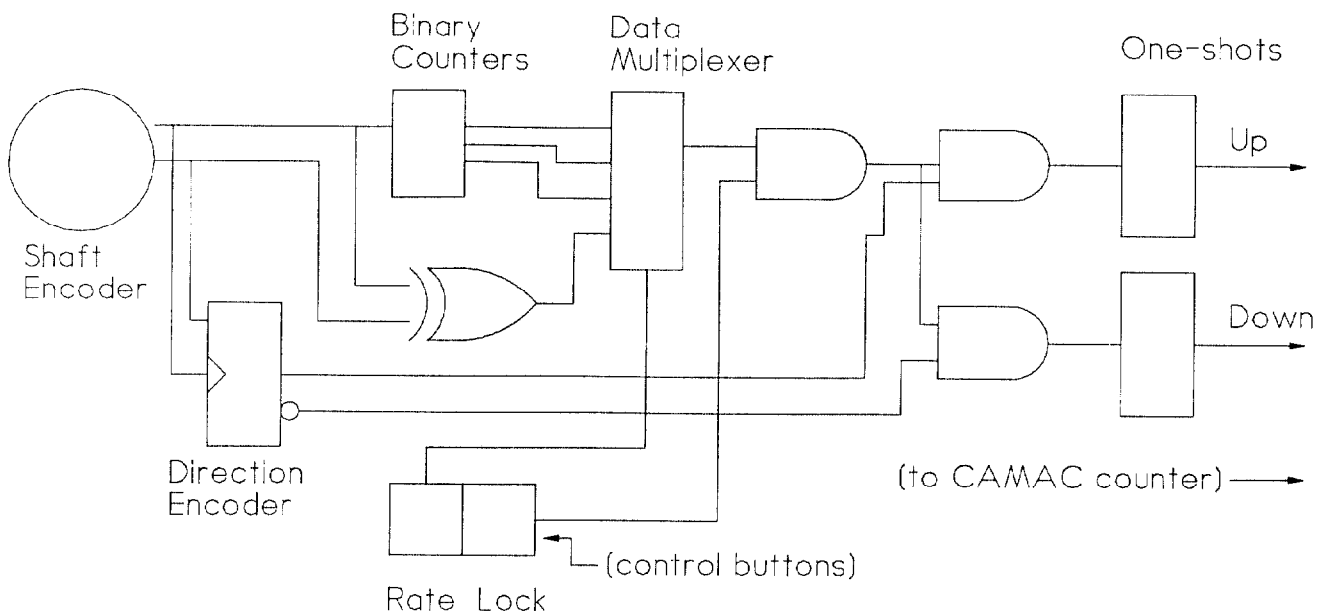 Binary
Counters
Data
Multiplexer
One-shots
Up
Shaft
Encoder
Down
Direction
Encoder
(to CAMAC counter)
(control buttons)
Rate Lock